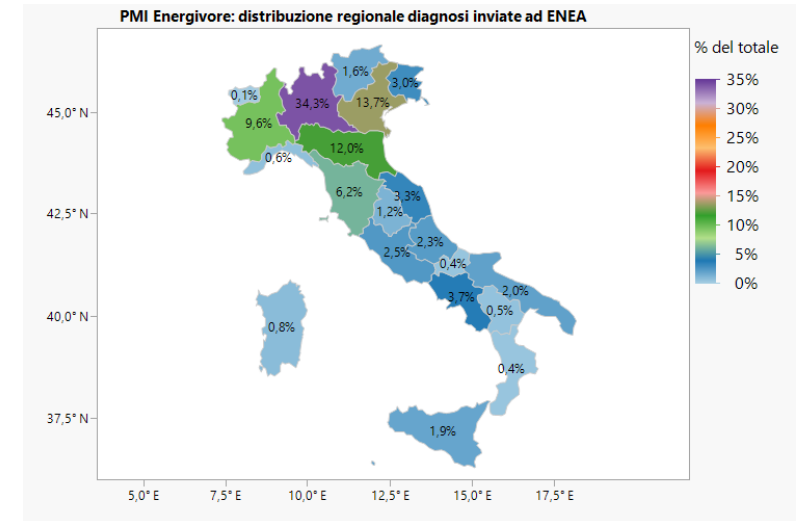 PMI Energivore: distribuzione regionale diagnosi inviate ad ENEA
% del totale
35%
30%
25%
20%
15%
10%
5%
0%
45,0° N
42,5° N
40,0° N
37,5° N
0,1%
1,6%
3,0%
34,3%
13,7%
9,6%
12,0%
0,6%
6,2%
3,3%
1,2%
2,3%
2,5%
0,4%
3,7%
2,0%
0,5%
0,8%
0,4%
1,9%
5,0° E
7,5° E
10,0° E
12,5° E
15,0° E
17,5° E